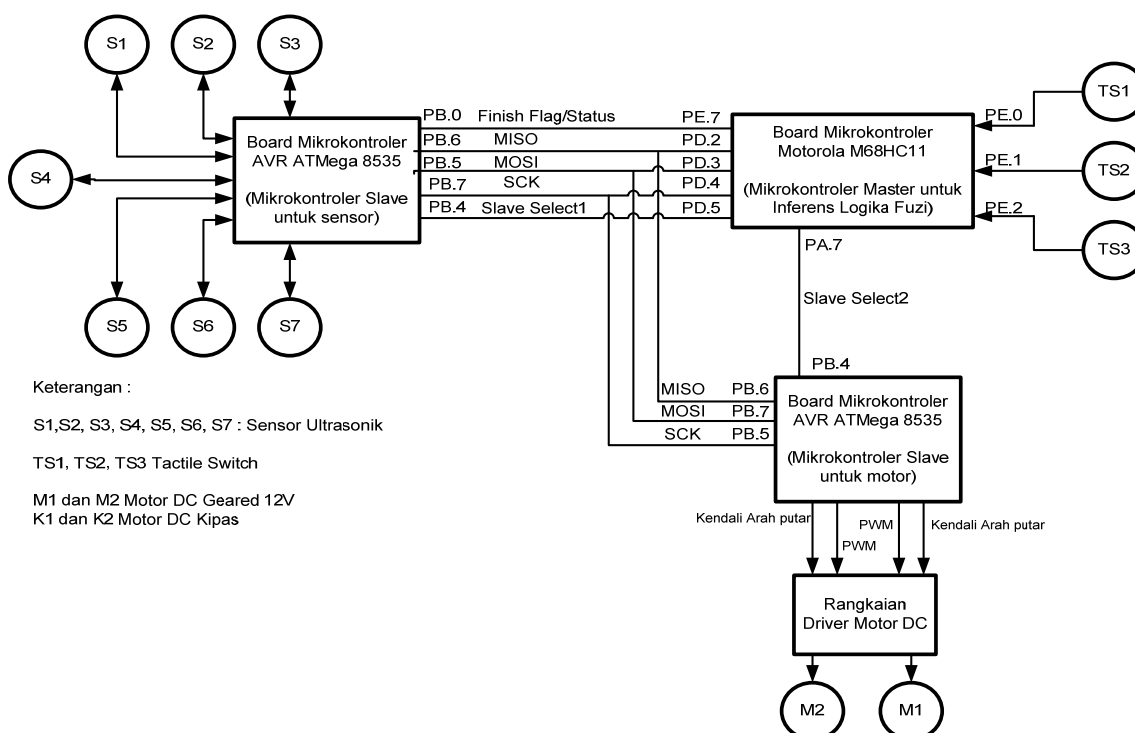 S1
S2
S3
S4
S5
S6
S7
Board Mikrokontroler
AVR ATMega 8535
(Mikrokontroler Slave
untuk sensor)
PB.0 Finish Flag/Status PE.7
PB.6 MISO PD.2
PB.5 MOSI PD.3
PB.7 SCK PD.4
PB.4 Slave Select1 PD.5
Board Mikrokontroler
Motorola M68HC11
(Mikrokontroler Master untuk
Inferens Logika Fuzi)
PE.0
PE.1
PE.2
TS1
TS2
TS3
PA.7
Slave Select2
PB.4
MISO PB.6
MOSI PB.7
SCK PB.5
Board Mikrokontroler
AVR ATMega 8535
(Mikrokontroler Slave
untuk motor)
Kendali Arah putar
PWM
PWM
Kendali Arah putar
Rangkaian
Driver Motor DC
M2
M1
Keterangan :
S1,S2, S3, S4, S5, S6, S7 : Sensor Ultrasonik
TS1, TS2, TS3 Tactile Switch
M1 dan M2 Motor DC Geared 12V
K1 dan K2 Motor DC Kipas